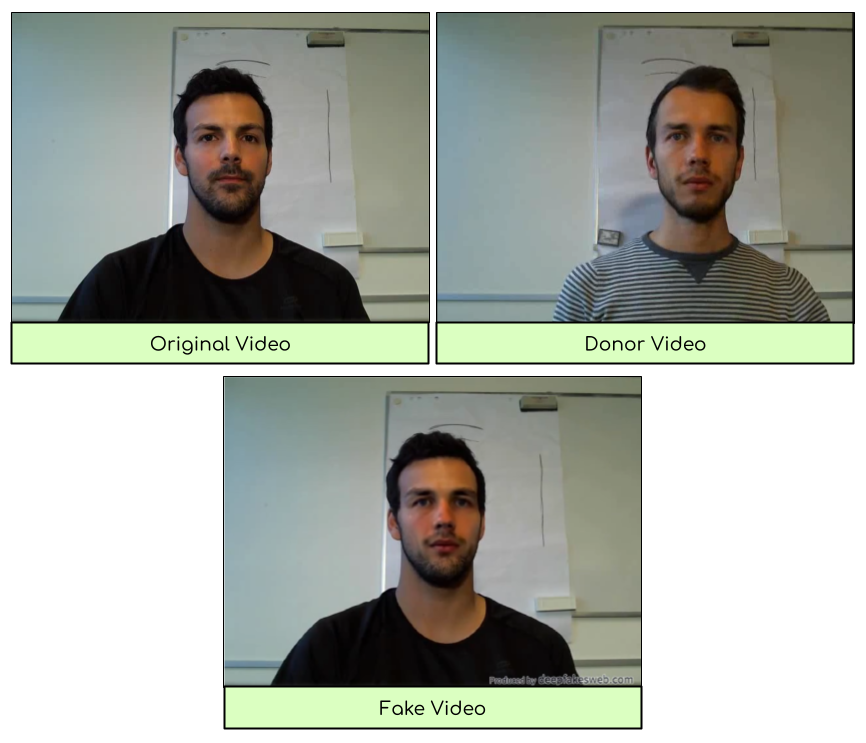 Original Video
Donor Video
Produced by deepfakesweb.com
Fake Video